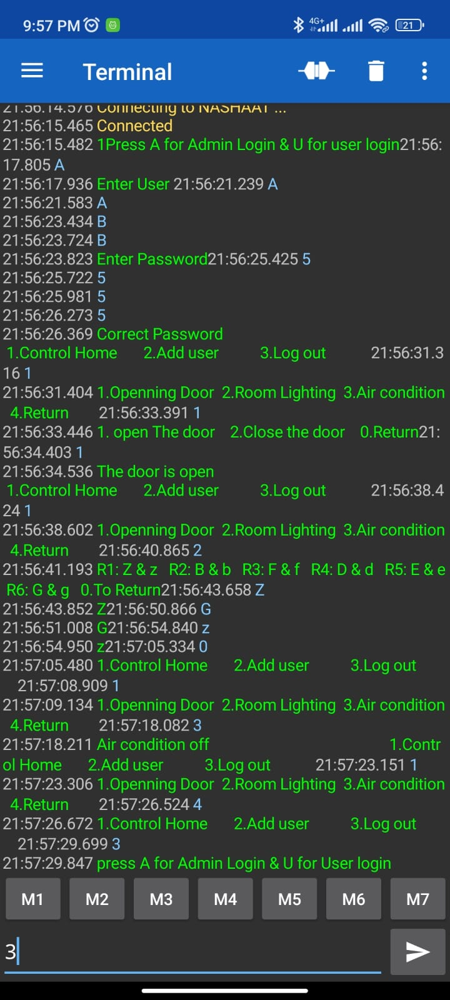 9:57 PM 4G+ 21
Terminal
21:56:14.576 Connecting to NASHAAT ...
21:56:15.465 Connected
21:56:15.482 1Press A for Admin Login & U for user login21:56:
17.805 A
21:56:17.936 Enter User 21:56:21.239 A
21:56:21.583 A
21:56:23.434 B
21:56:23.724 B
21:56:23.823 Enter Password21:56:25.425 5
21:56:25.722 5
21:56:25.981 5
21:56:26.273 5
21:56:26.369 Correct Password
1.Control Home 2.Add user 3.Log out 21:56:31.3
16 1
21:56:31.404 1.Openning Door 2.Room Lighting 3.Air condition
4.Return 21:56:33.391 1
21:56:33.446 1. open The door 2.Close the door 0.Return21:
56:34.403 1
21:56:34.536 The door is open
1.Control Home 2.Add user 3.Log out 21:56:38.4
24 1
21:56:38.602 1.Openning Door 2.Room Lighting 3.Air condition
4.Return 21:56:40.865 2
21:56:41.193 R1: Z & z R2: B & b R3: F & f R4: D & d R5: E & e
R6: G & g 0.To Return21:56:43.658 Z
21:56:43.852 Z21:56:50.866 G
21:56:51.008 G21:56:54.840 z
21:56:54.950 z21:57:05.334 0
21:57:05.480 1.Control Home 2.Add user 3.Log out
21:57:08.909 1
21:57:09.134 1.Openning Door 2.Room Lighting 3.Air condition
4.Return 21:57:18.082 3
21:57:18.211 Air condition off 1.Contr
ol Home 2.Add user 3.Log out 21:57:23.151 1
21:57:23.306 1.Openning Door 2.Room Lighting 3.Air condition
4.Return 21:57:26.524 4
21:57:26.672 1.Control Home 2.Add user 3.Log out
21:57:29.699 3
21:57:29.847 press A for Admin Login & U for User login
M1 M2 M3 M4 M5 M6 M7
3